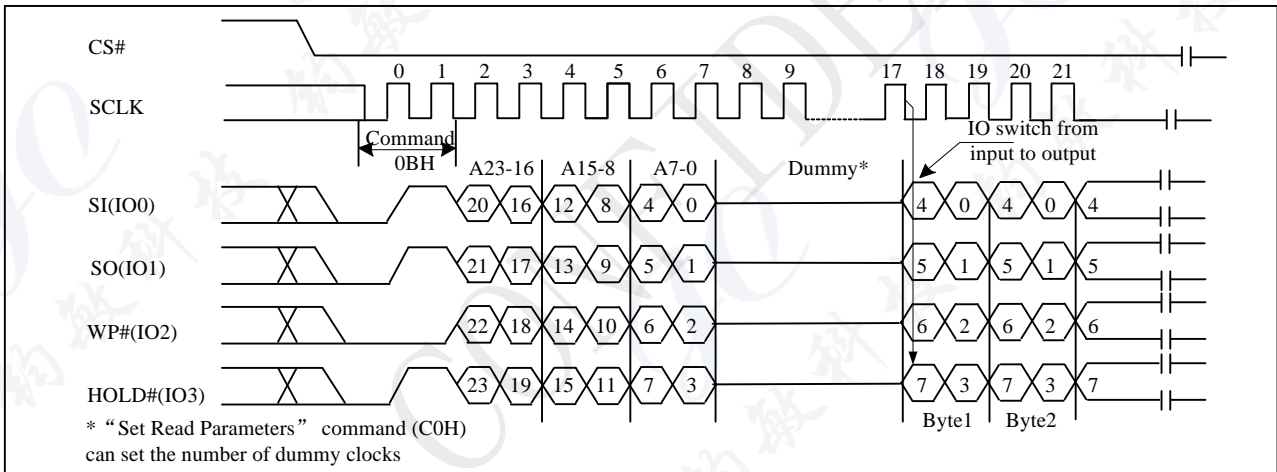 CS#
0 1 2 3 4 5 6 7 8 9 17 18 19 20 21
SCLK
Command
0BH
IO switch from
input to output
A23-16 A15-8 A7-0 Dummy*
SI(IO0) 20 16 12 8 4 0 4 0 4 0 4
SO(IO1) 21 17 13 9 5 1 5 1 5 1 5
WP#(IO2) 22 18 14 10 6 2 6 2 6 2 6
HOLD#(IO3) 23 19 15 11 7 3 7 3 7 3 7
Byte1 Byte2
* “Set Read Parameters” command (C0H)
can set the number of dummy clocks